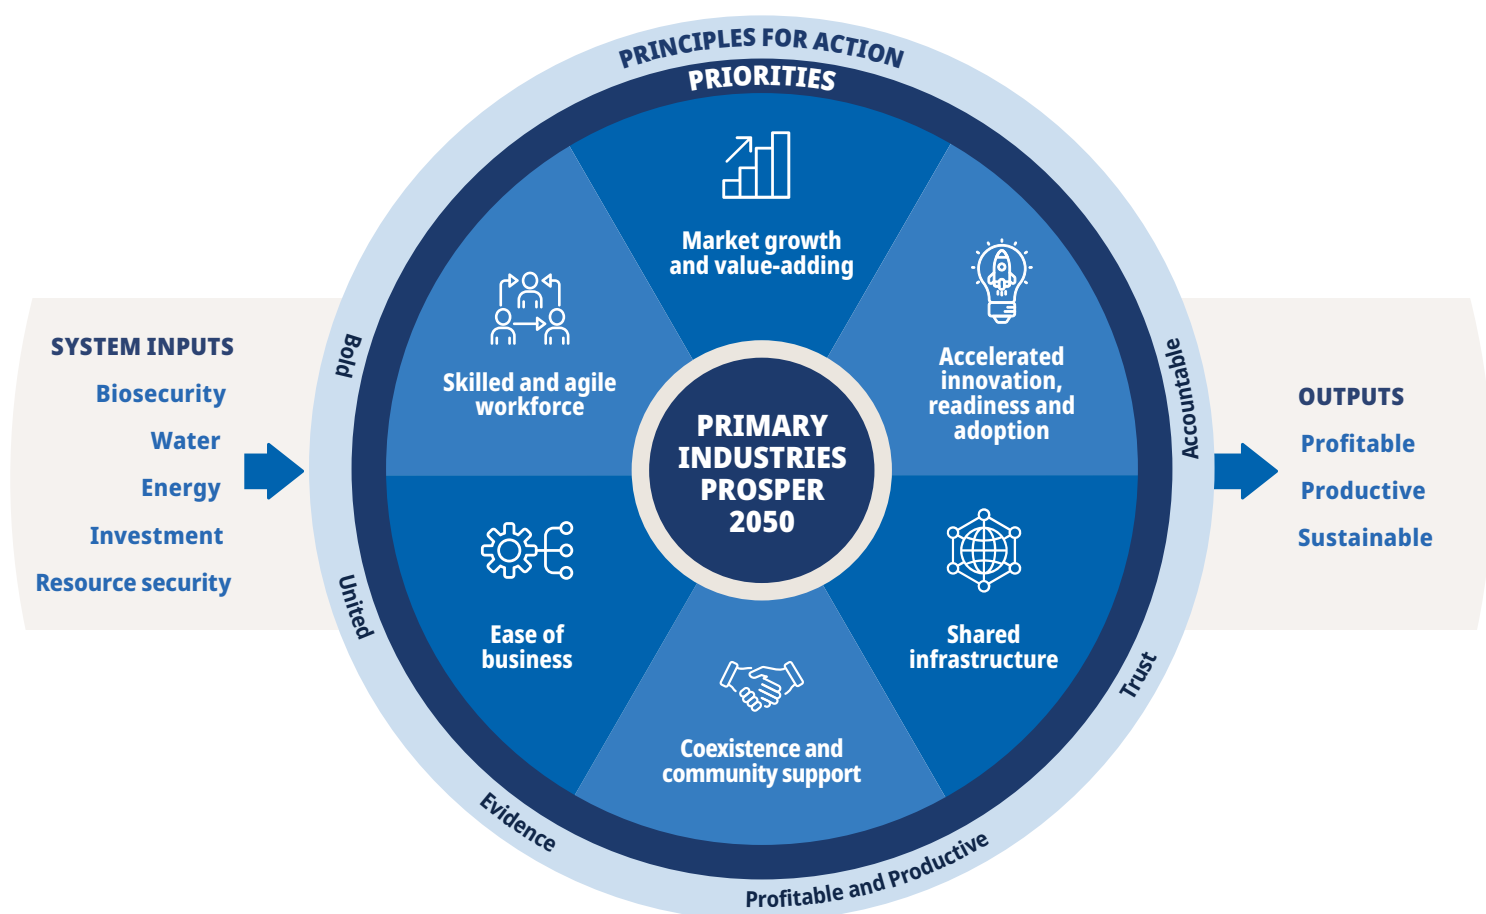 PRINCIPLES FOR ACTION
PRIORITIES
Market growth
and value-adding
Accelerated
innovation,
readiness and
adoption
Shared
infrastructure
Coexistence and
community support
Ease of
business
Skilled and agile
workforce
PRIMARY
INDUSTRIES
PROSPER
2050
Bold
United
Evidence
Profitable and Productive
Trust
Accountable
SYSTEM INPUTS
Biosecurity
Water
Energy
Investment
Resource security
OUTPUTS
Profitable
Productive
Sustainable